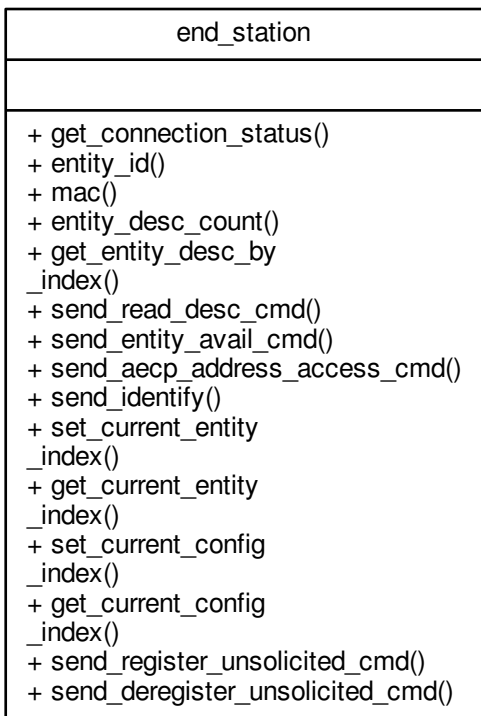 end_station
+ get_connection_status()
+ entity_id()
+ mac()
+ entity_desc_count()
+ get_entity_desc_by
_index()
+ send_read_desc_cmd()
+ send_entity_avail_cmd()
+ send_aecp_address_access_cmd()
+ send_identify()
+ set_current_entity
_index()
+ get_current_entity
_index()
+ set_current_config
_index()
+ get_current_config
_index()
+ send_register_unsolicited_cmd()
+ send_deregister_unsolicited_cmd()